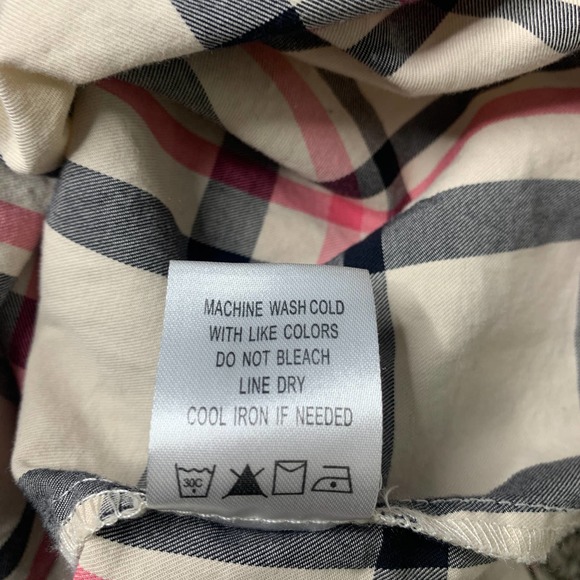 MACHINE WASH COLD
WITH LIKE COLORS
DO NOT BLEACH
LINE DRY
COOL IRON IF NEEDED
30C